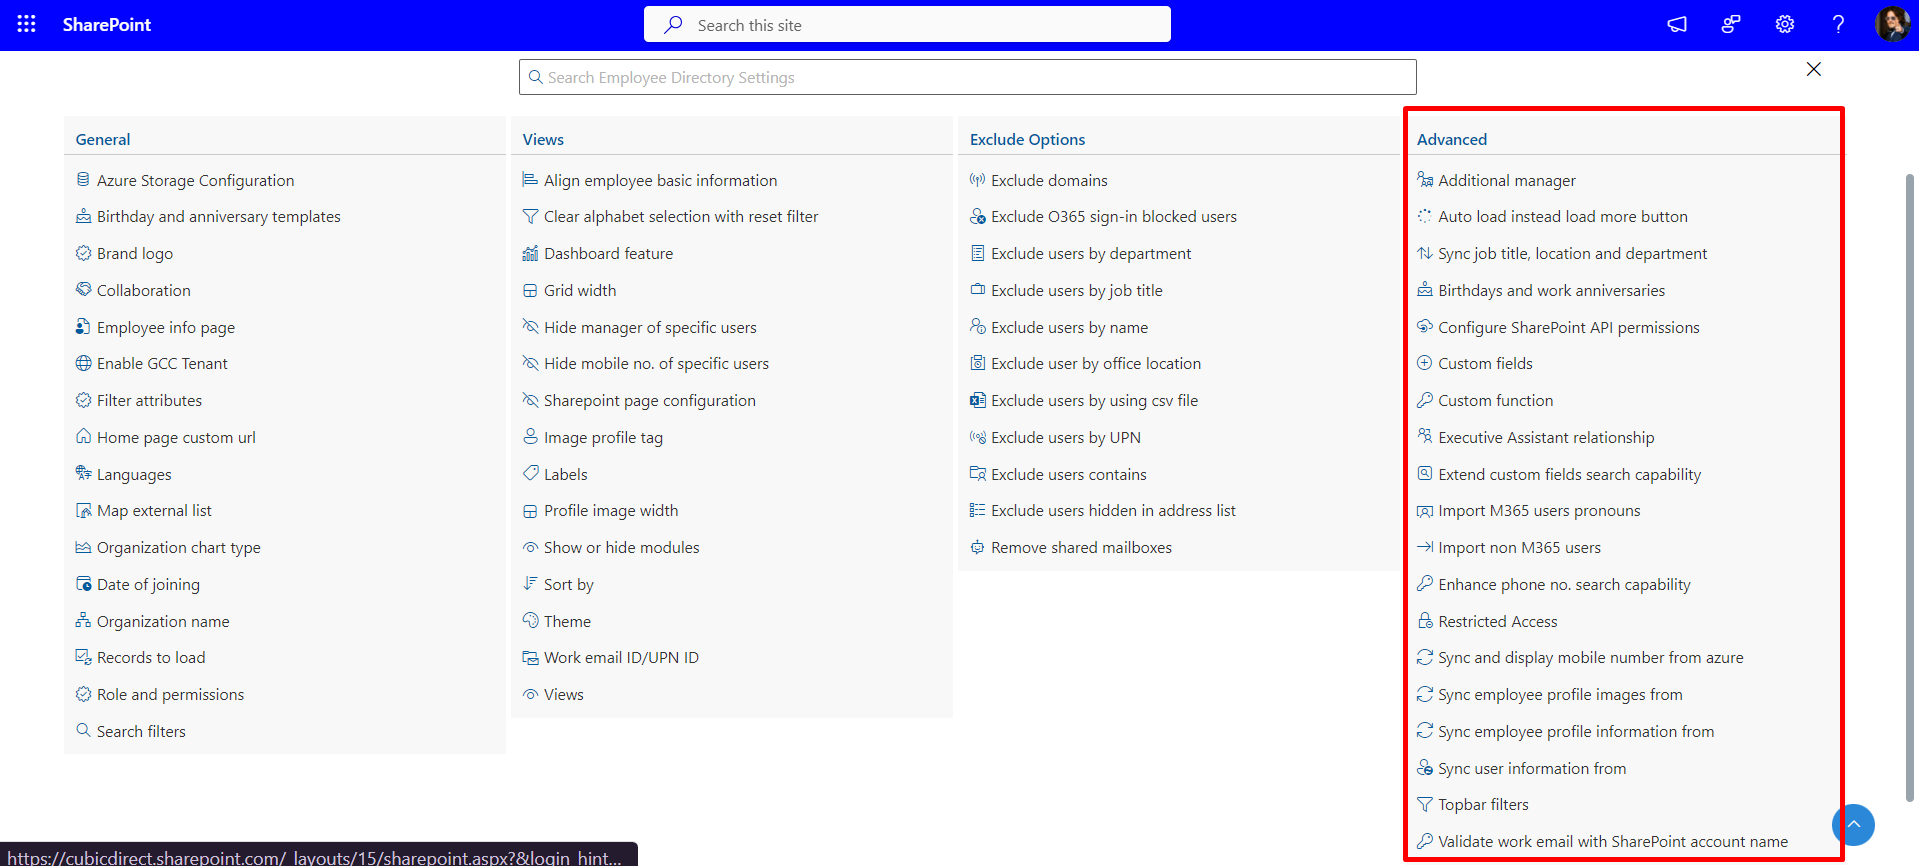 SharePoint
Search this site
Search Employee Directory Settings
General
Azure Storage Configuration
Birthday and anniversary templates
Brand logo
Collaboration
Employee info page
Enable GCC Tenant
Filter attributes
Home page custom url
Languages
Map external list
Organization chart type
Date of joining
Organization name
Records to load
Role and permissions
Search filters
Views
Align employee basic information
Clear alphabet selection with reset filter
Dashboard feature
Grid width
Hide manager of specific users
Hide mobile no. of specific users
Sharepoint page configuration
Image profile tag
Labels
Profile image width
Show or hide modules
Sort by
Theme
Work email ID/UPN ID
Views
Exclude Options
Exclude domains
Exclude O365 sign-in blocked users
Exclude users by department
Exclude users by job title
Exclude users by name
Exclude user by office location
Exclude users by using csv file
Exclude users by UPN
Exclude users contains
Exclude users hidden in address list
Remove shared mailboxes
Advanced
Additional manager
Auto load instead load more button
Sync job title, location and department
Birthdays and work anniversaries
Configure SharePoint API permissions
Custom fields
Custom function
Executive Assistant relationship
Extend custom fields search capability
Import M365 users pronouns
Import non M365 users
Enhance phone no. search capability
Restricted Access
Sync and display mobile number from azure
Sync employee profile images from
Sync employee profile information from
Sync user information from
Topbar filters
Validate work email with SharePoint account name
https://cubicdirect.sharepoint.com/_layouts/15/sharepoint.aspx?&login_hint...